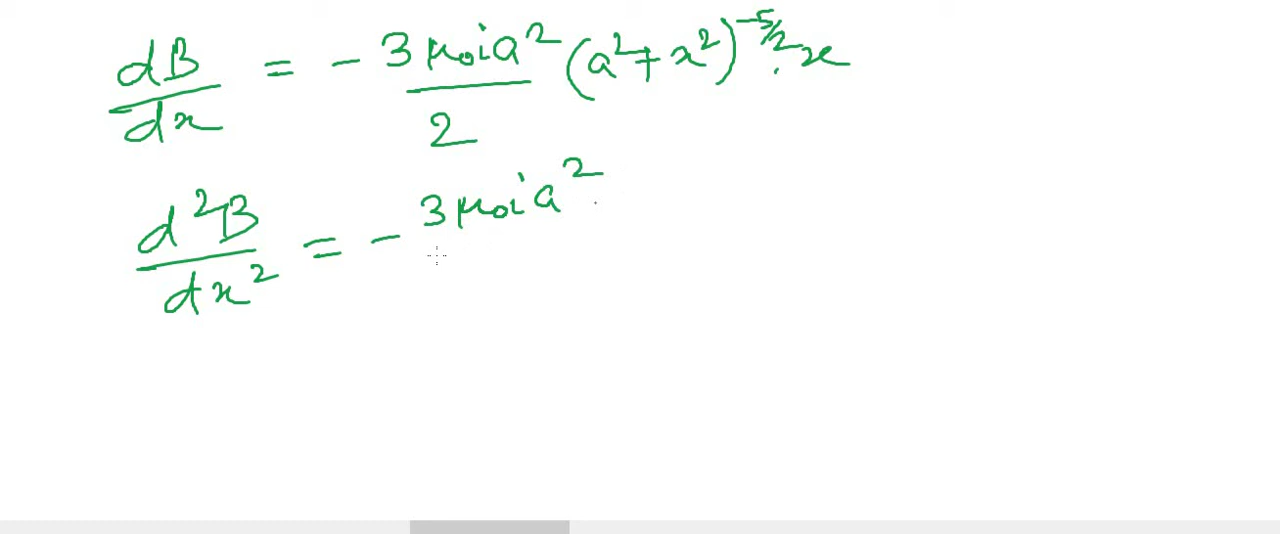 dB/dx = - 3μ₀ia²/2 (a²+x²)^-5/2 . x
d²B/dx² = - 3μ₀ia²